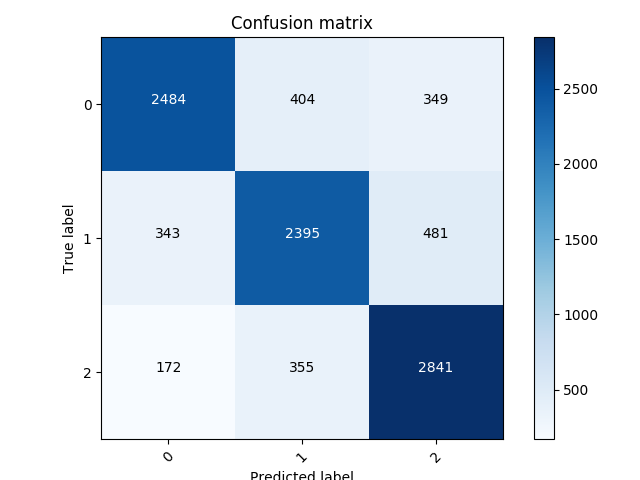 Confusion matrix
0 2484 404 349
1 343 2395 481
2 172 355 2841
0 1 2
True label
Predicted label
2500
2000
1500
1000
500